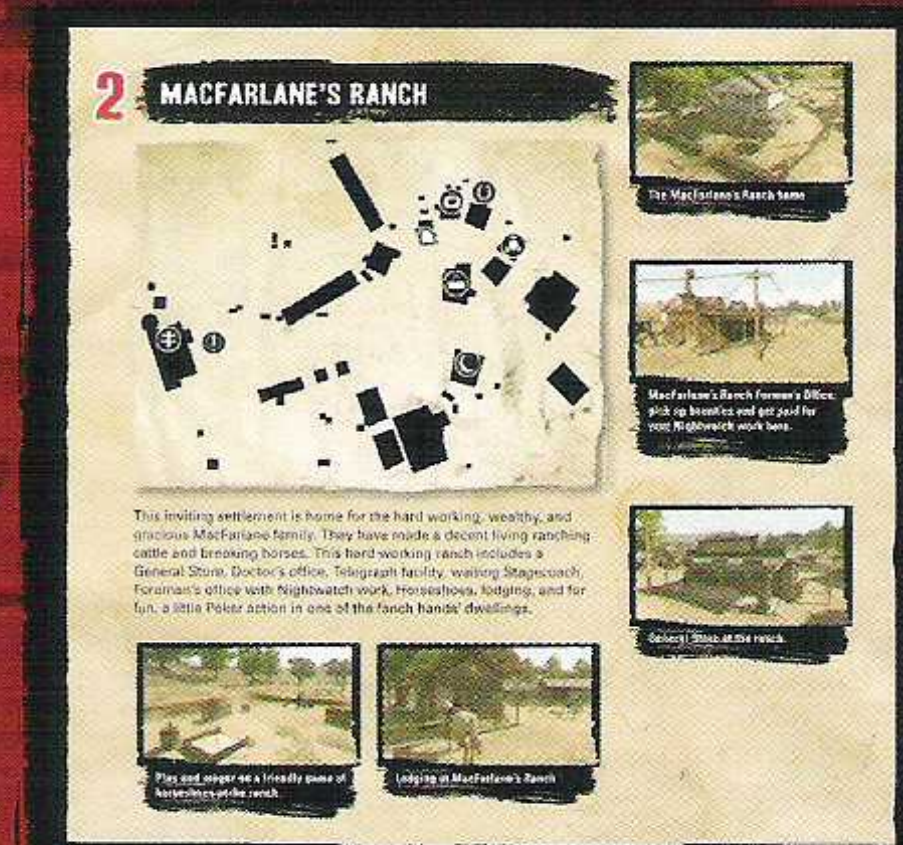 2
MACFARLANE'S RANCH
The MacFarlane's Ranch home
MacFarlane's Ranch Forman's Office:
pick up bounties and get paid for
your Nightwatch work here.
This inviting settlement is home for the hard working, wealthy, and
gracious MacFarlane family. They have made a decent living ranching
cattle and breaking horses. This hard-working ranch includes a
General Store, Doctor's office, Telegraph facility, waiting Stagecoach,
Foreman's office with Nightwatch work, Horseshoes, lodging, and for
fun, a little Poker action in one of the ranch hands' dwellings.
General Store at the ranch.
Play and wager on a friendly game of
horseshoes at the ranch
Lodging at MacFarlane's Ranch